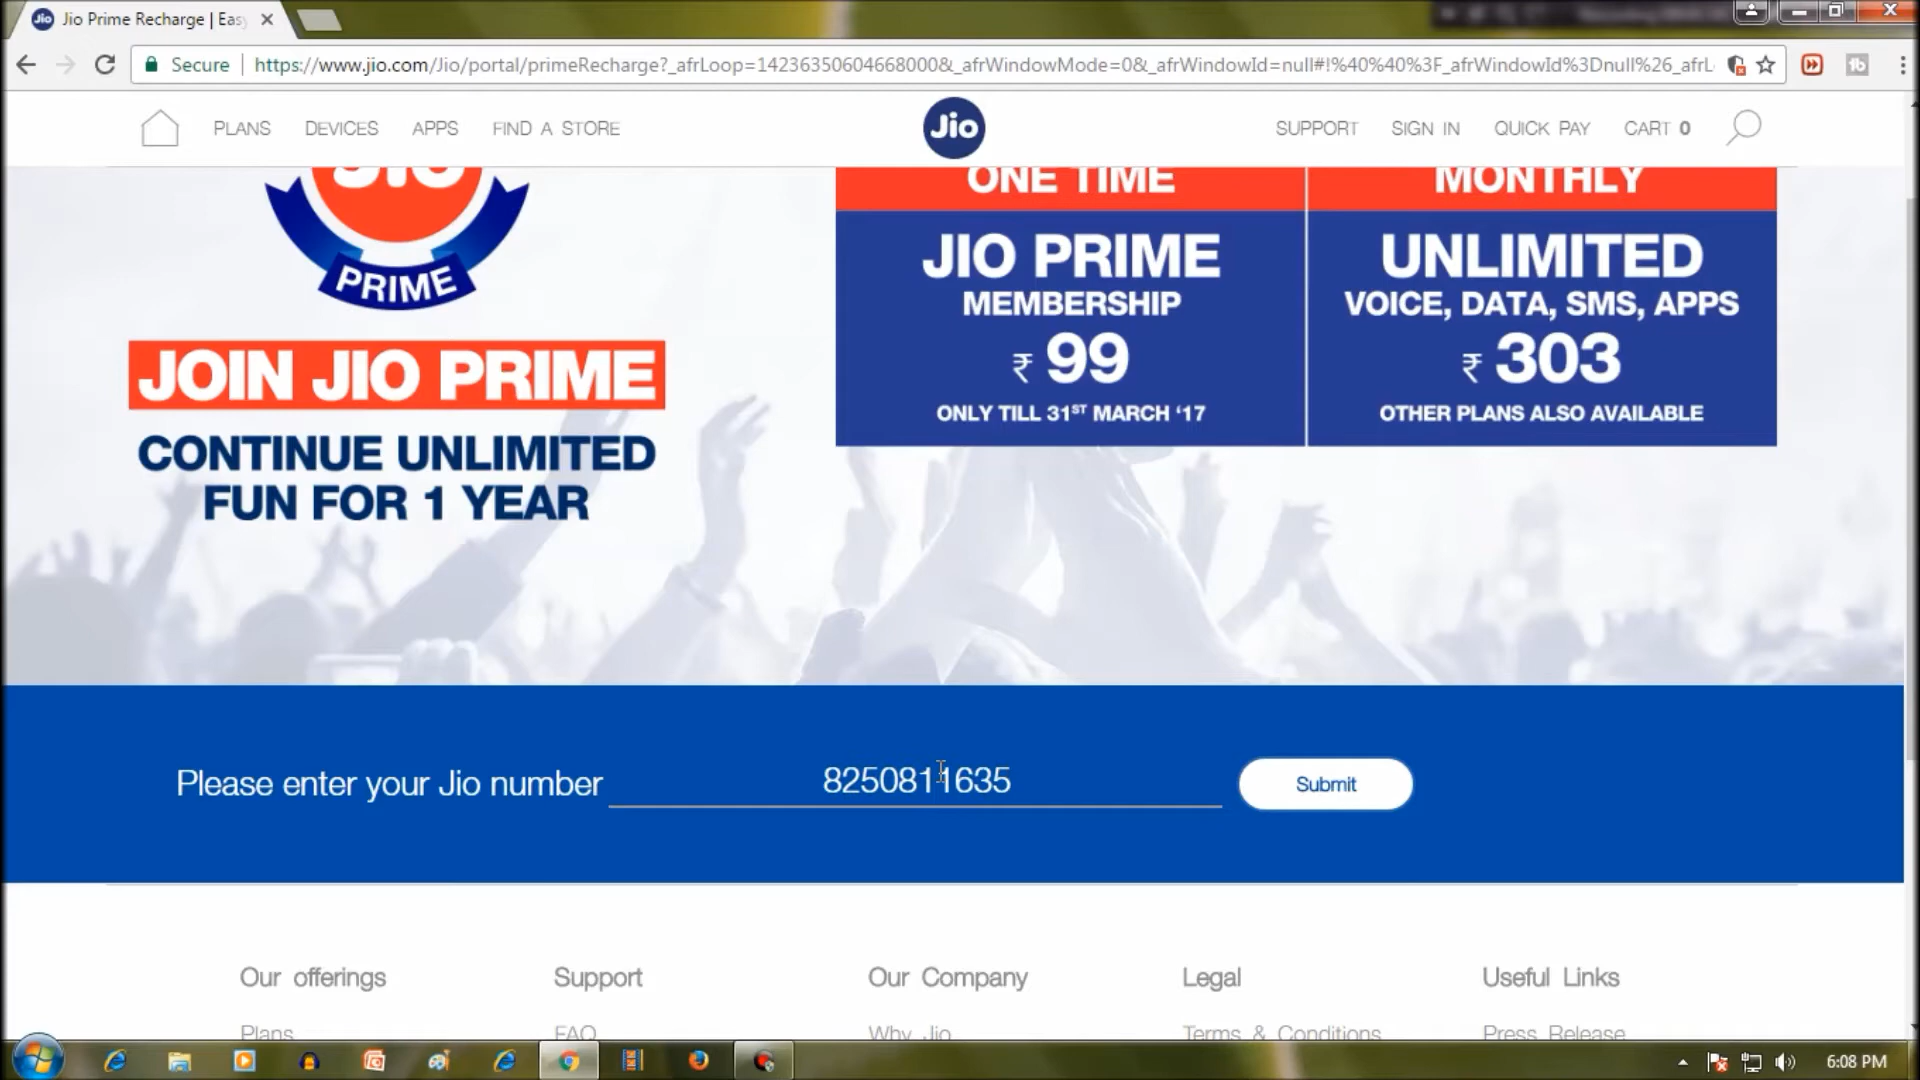 Jio Jio Prime Recharge | Eas
Secure https://www.jio.com/Jio/portal/primeRecharge?_afrLoop=14236350604668000&_afrWindowMode=0&_afrWindowId=null#!%40%40%3F_afrWindowId%3Dnull%26_afrL
PLANS DEVICES APPS FIND A STORE Jio SUPPORT SIGN IN QUICK PAY CART 0
Jio
PRIME
JOIN JIO PRIME
CONTINUE UNLIMITED
FUN FOR 1 YEAR
ONE TIME
JIO PRIME
MEMBERSHIP
₹ 99
ONLY TILL 31ST MARCH ‘17
MONTHLY
UNLIMITED
VOICE, DATA, SMS, APPS
₹ 303
OTHER PLANS ALSO AVAILABLE
Please enter your Jio number 8250811635 Submit
Our offerings Support Our Company Legal Useful Links
Plans FAQ Why Jio Terms & Conditions Press Release
6:08 PM